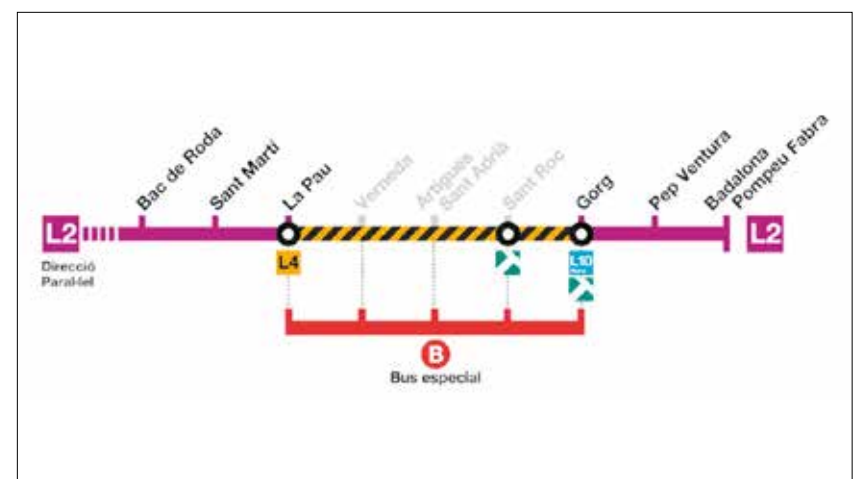 Bac de Roda
Sant Martí
La Pau
Verneda
Artigues
Sant Adrià
Sant Roc
Gorg
Pep Ventura
Badalona
Pompeu Fabra
L2
L2
Direcció
Paral·lel
L4
L10
B
Bus especial